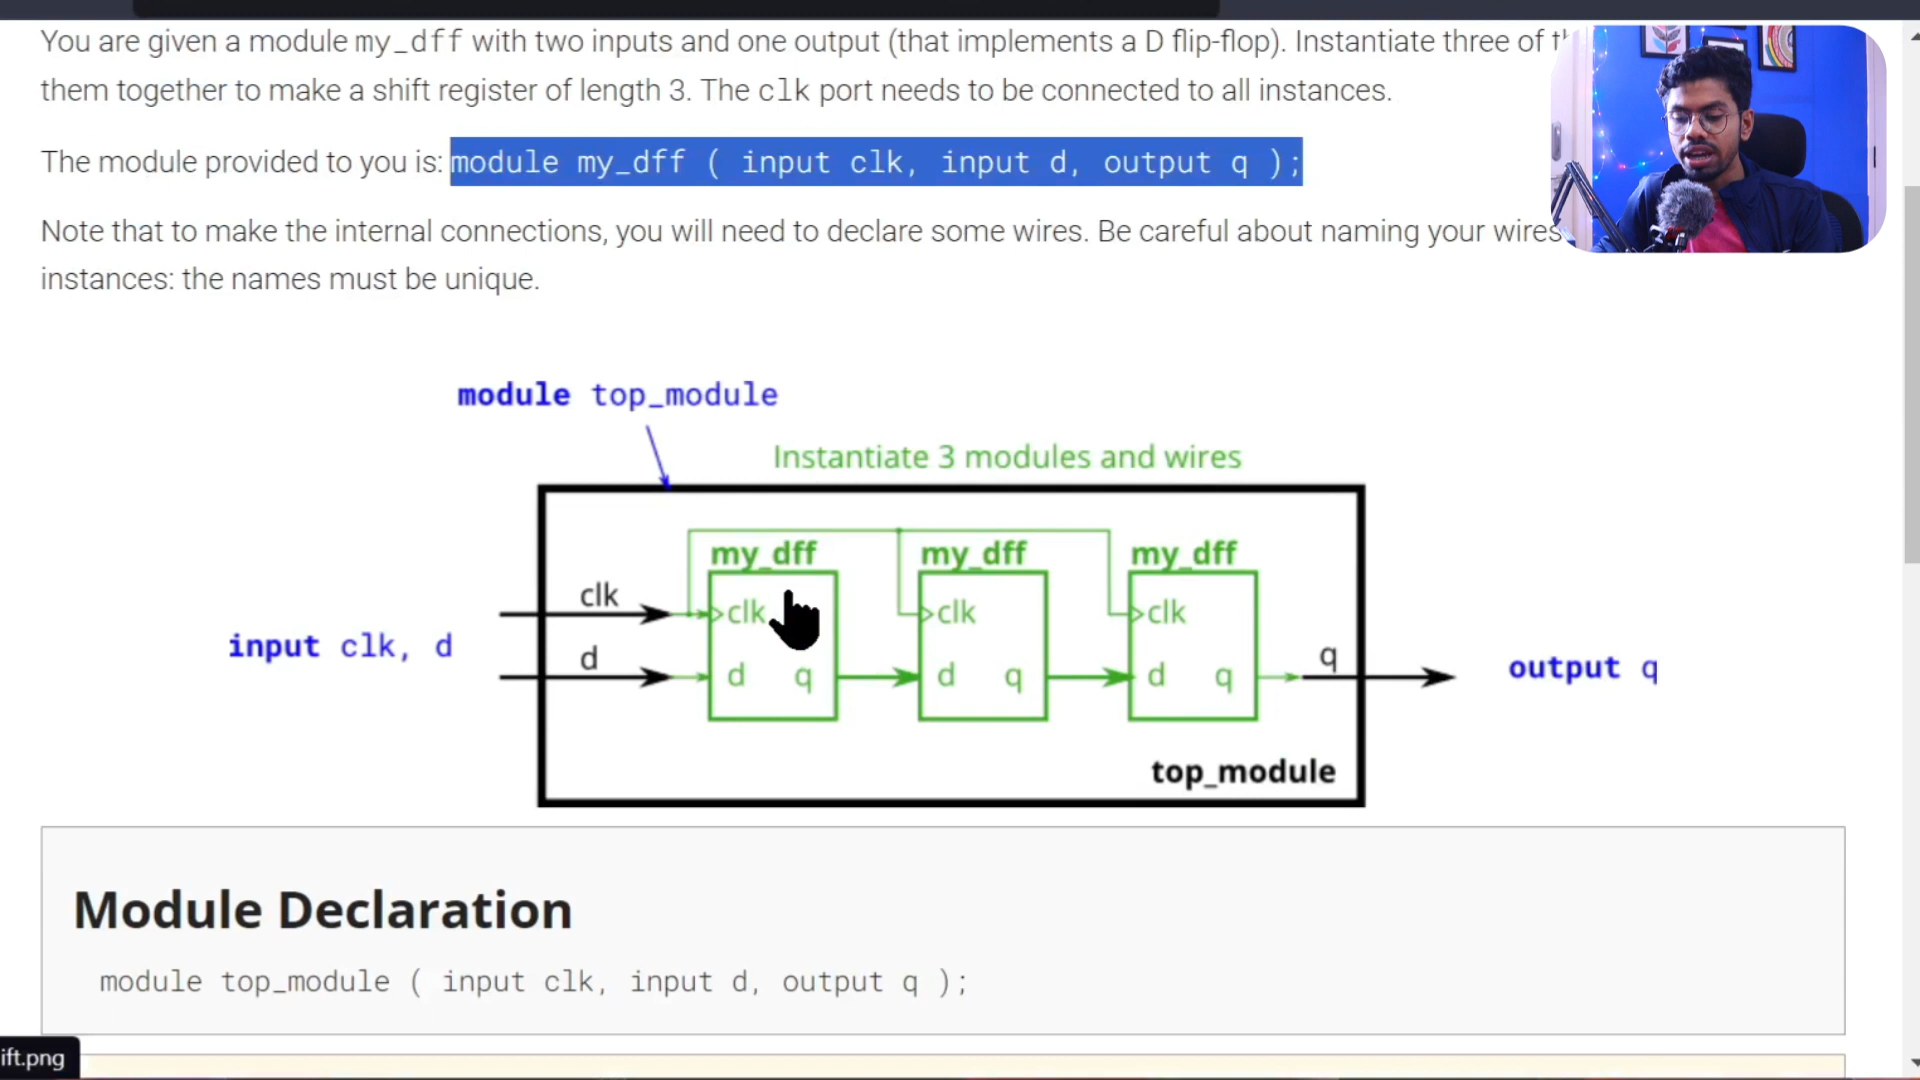 You are given a module my_dff with two inputs and one output (that implements a D flip-flop). Instantiate three of
them together to make a shift register of length 3. The clk port needs to be connected to all instances.
The module provided to you is: module my_dff ( input clk, input d, output q );
Note that to make the internal connections, you will need to declare some wires. Be careful about naming your wires
instances: the names must be unique.
module top_module
Instantiate 3 modules and wires
my_dff my_dff my_dff
clk clk clk clk
input clk, d
d d q d q d q q
output q
top_module
Module Declaration
module top_module ( input clk, input d, output q );
ift.png